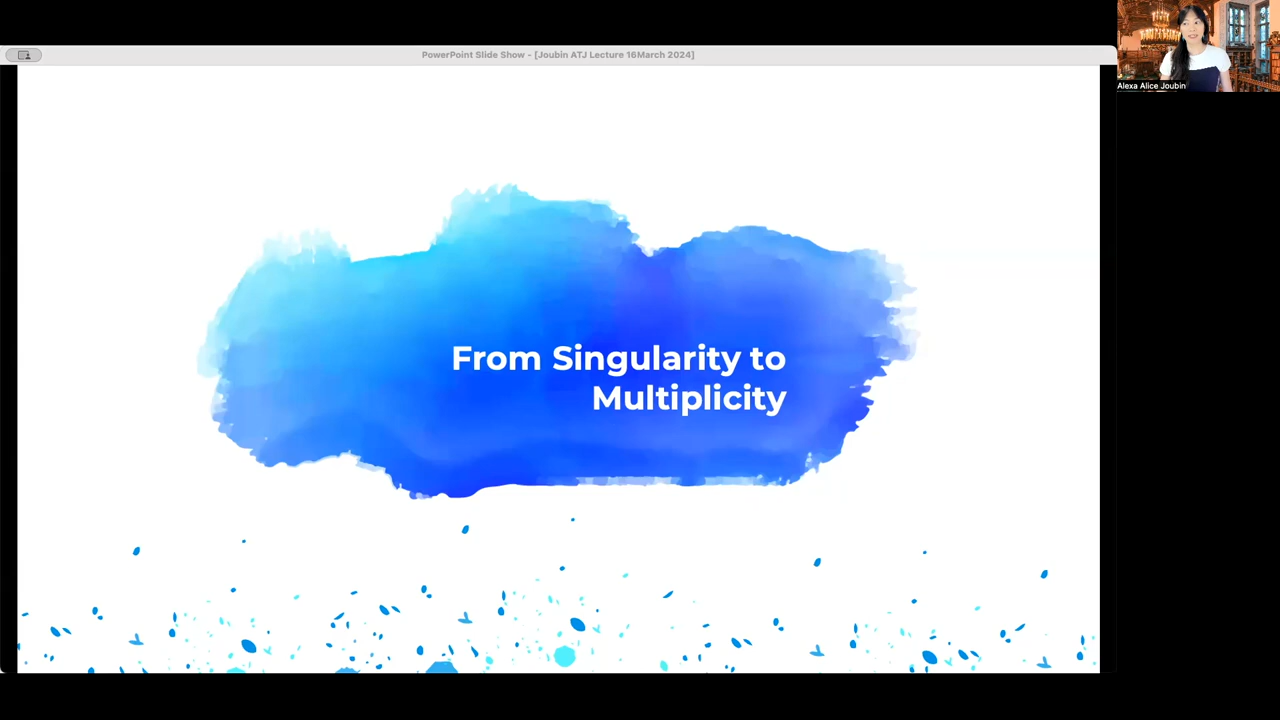 PowerPoint Slide Show - [Joubin ATJ Lecture 16March 2024]
Alexa Alice Joubin
From Singularity to
Multiplicity